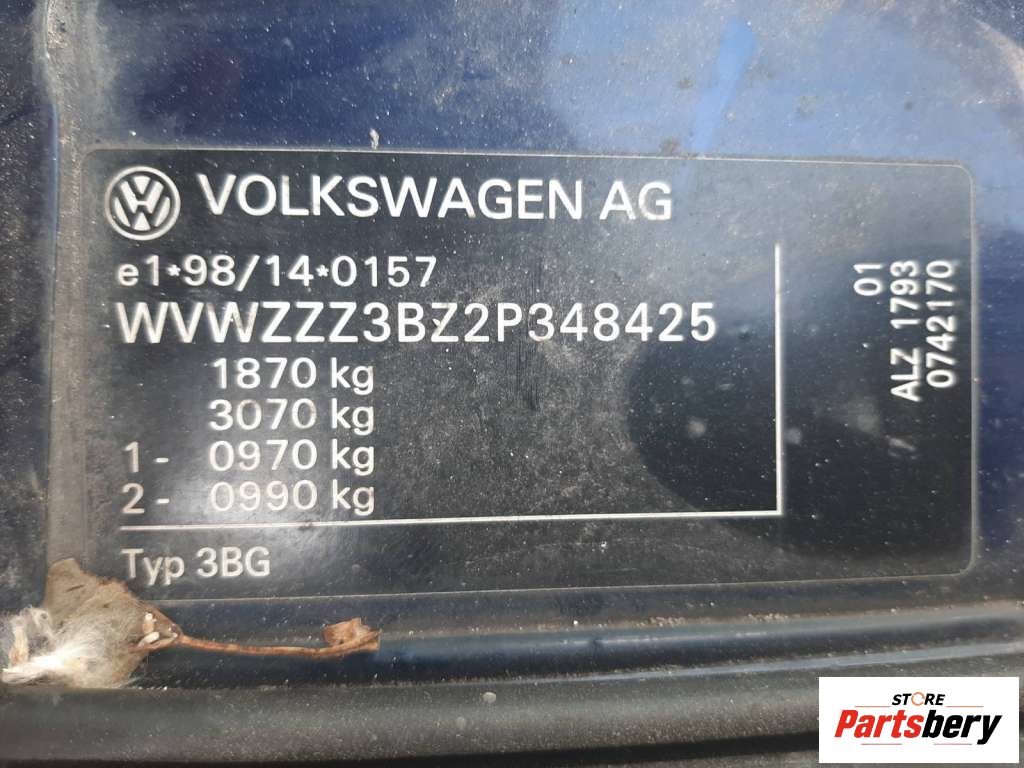 VOLKSWAGEN AG
e1*98/14*0157
WVWZZZ3BZ2P348425
1870 kg
3070 kg
1- 0970 kg
2- 0990 kg
Typ 3BG
01
ALZ 1793
0742170
STORE
Partsbery